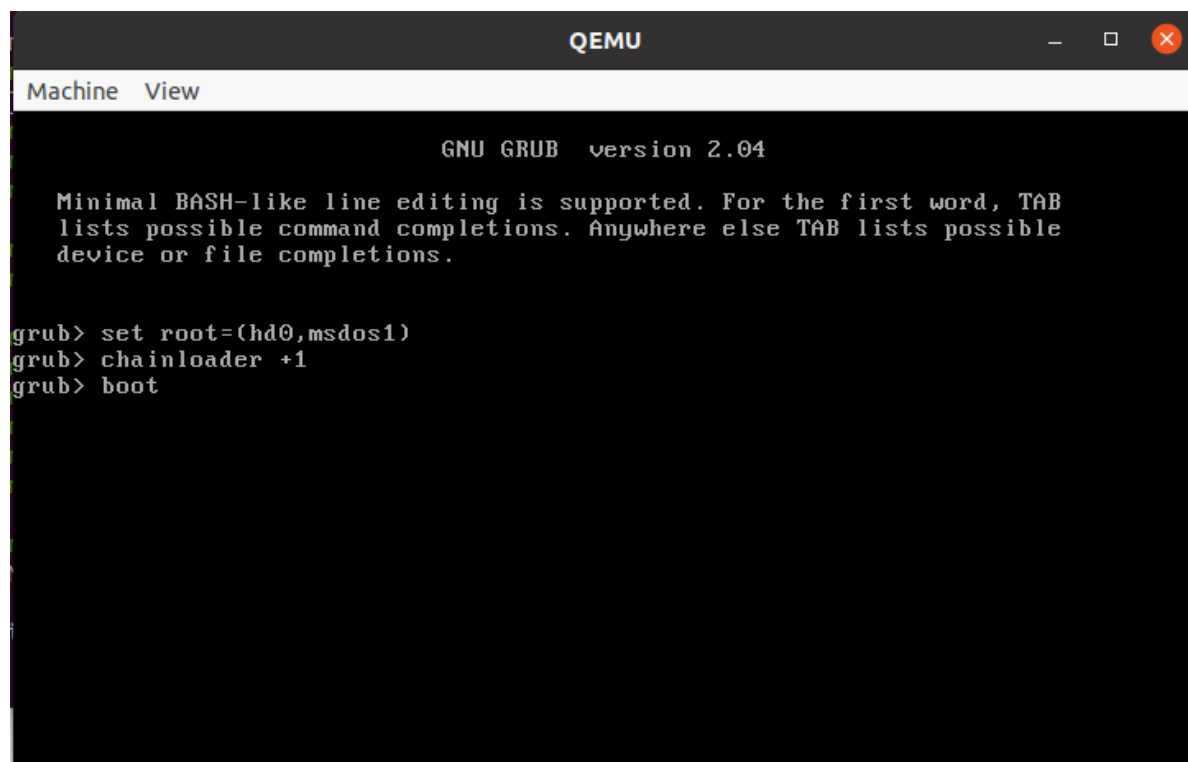 QEMU
Machine View
GNU GRUB version 2.04
Minimal BASH-like line editing is supported. For the first word, TAB
lists possible command completions. Anywhere else TAB lists possible
device or file completions.
grub> set root=(hd0,msdos1)
grub> chainloader +1
grub> boot